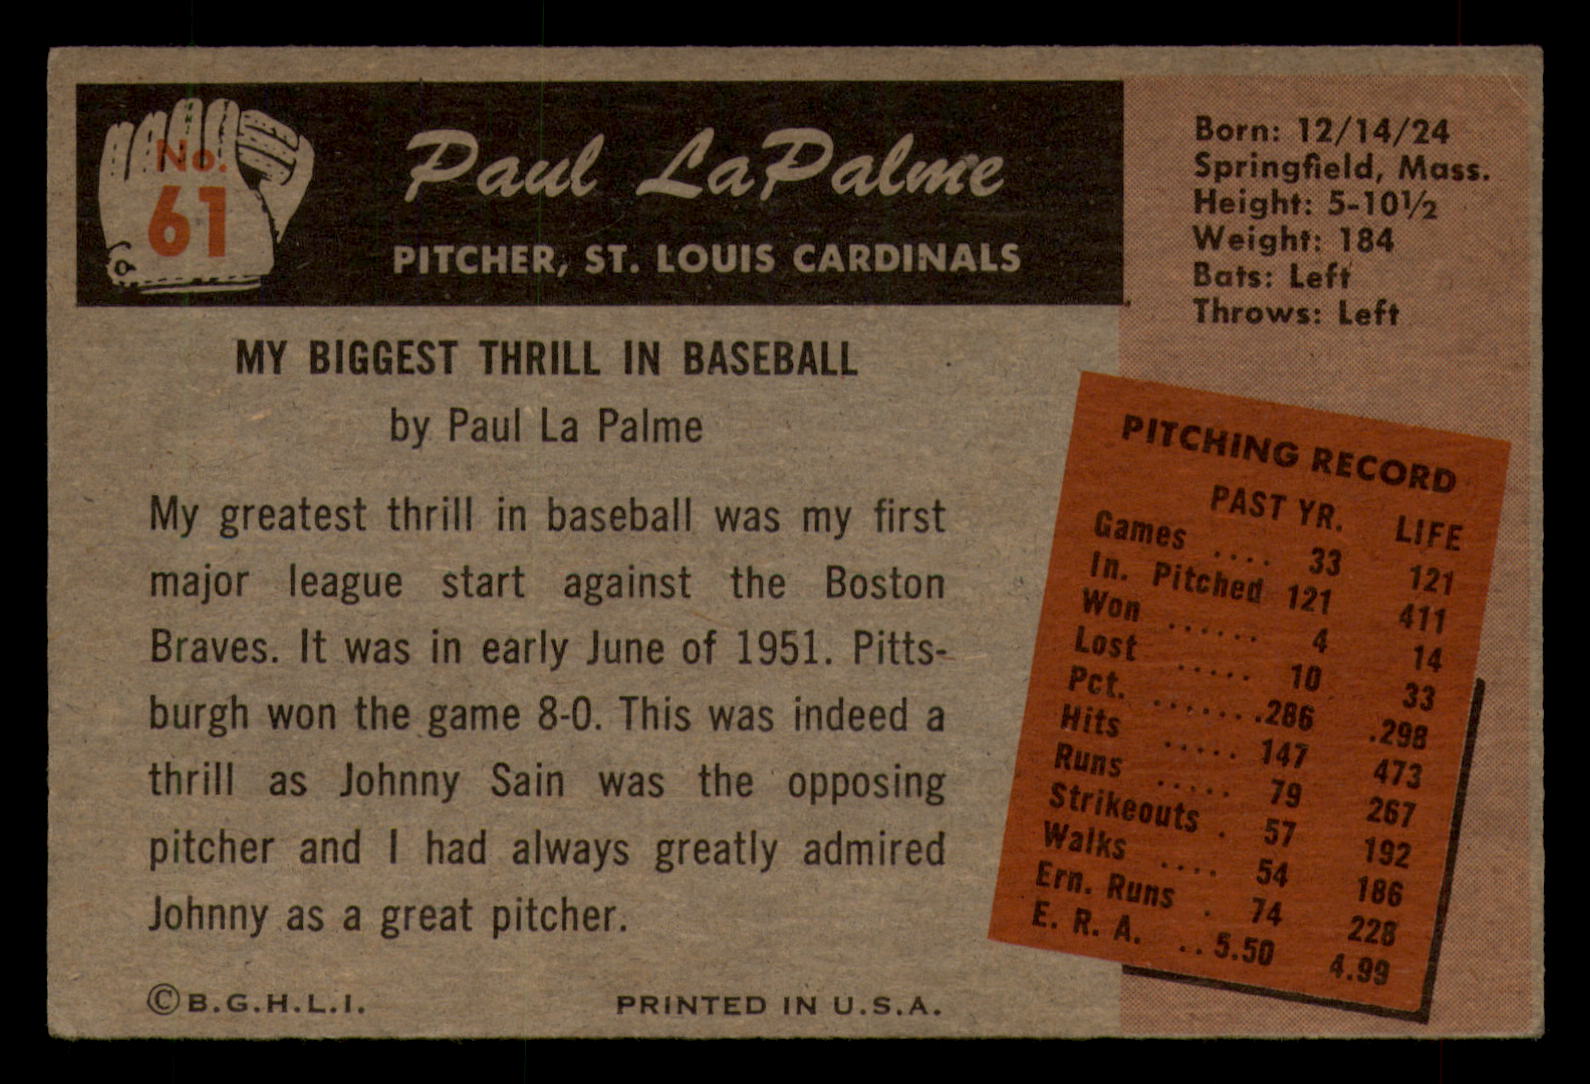 No.
61
Paul LaPalme
PITCHER, ST. LOUIS CARDINALS
Born: 12/14/24
Springfield, Mass.
Height: 5-10½
Weight: 184
Bats: Left
Throws: Left
MY BIGGEST THRILL IN BASEBALL
by Paul La Palme
My greatest thrill in baseball was my first
major league start against the Boston
Braves. It was in early June of 1951. Pitts-
burgh won the game 8-0. This was indeed a
thrill as Johnny Sain was the opposing
pitcher and I had always greatly admired
Johnny as a great pitcher.
PITCHING RECORD
PAST YR. LIFE
Games .... 33 121
In. Pitched 121 411
Won ...... 4 14
Lost ..... 10 33
Pct. ....... .286 .298
Hits ..... 147 473
Runs ..... 79 267
Strikeouts . 57 192
Walks .... 54 186
Ern. Runs . 74 228
E. R. A. .. 5.50 4.99
©B.G.H.L.I.
PRINTED IN U.S.A.